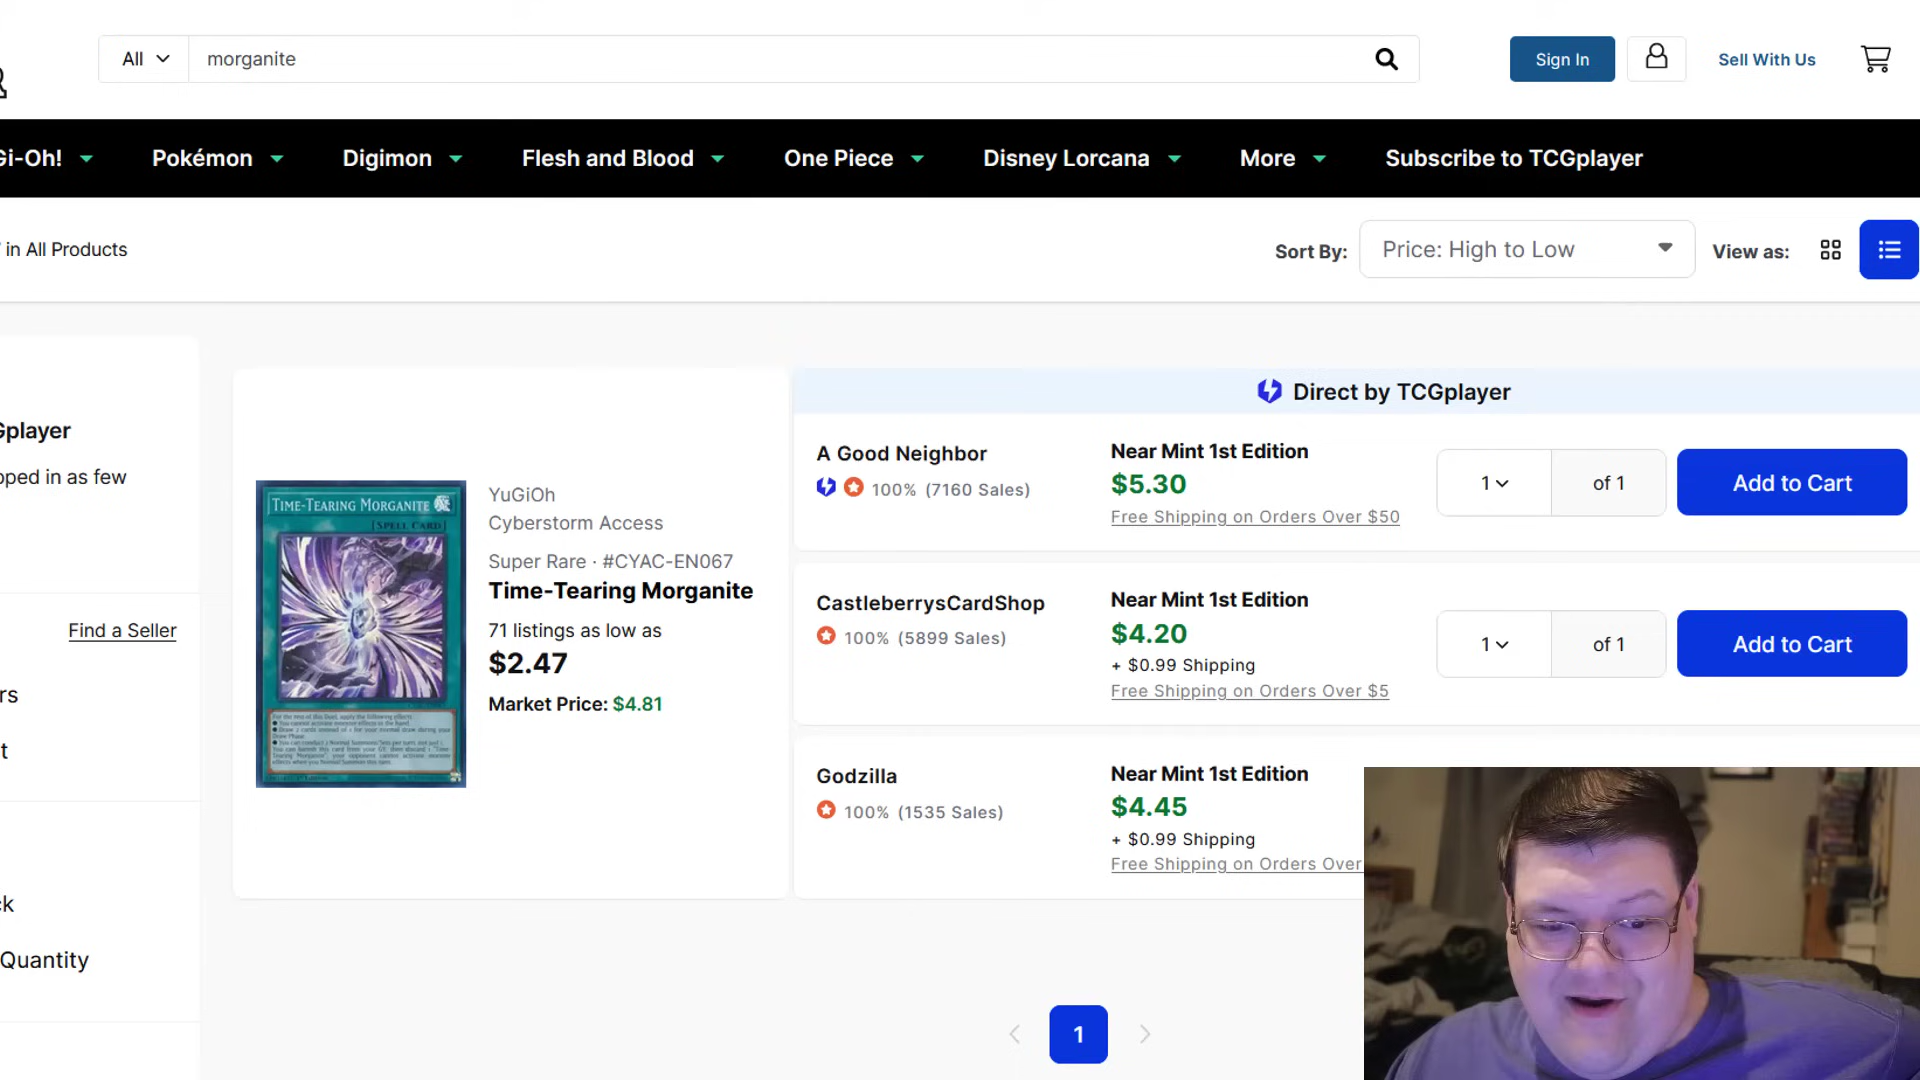 All
morganite
Sign In
Sell With Us
Gi-Oh!
Pokémon
Digimon
Flesh and Blood
One Piece
Disney Lorcana
More
Subscribe to TCGplayer
in All Products
Sort By:
Price: High to Low
View as:
Gplayer
pped in as few
Find a Seller
rs
t
ck
Quantity
TIME-TEARING MORGANITE
[SPELL CARD]
YuGiOh
Cyberstorm Access
Super Rare · #CYAC-EN067
Time-Tearing Morganite
71 listings as low as
$2.47
Market Price: $4.81
Direct by TCGplayer
A Good Neighbor
100% (7160 Sales)
Near Mint 1st Edition
$5.30
Free Shipping on Orders Over $50
1
of 1
Add to Cart
CastleberrysCardShop
100% (5899 Sales)
Near Mint 1st Edition
$4.20
+ $0.99 Shipping
Free Shipping on Orders Over $5
1
of 1
Add to Cart
Godzilla
100% (1535 Sales)
Near Mint 1st Edition
$4.45
+ $0.99 Shipping
Free Shipping on Orders Over
1